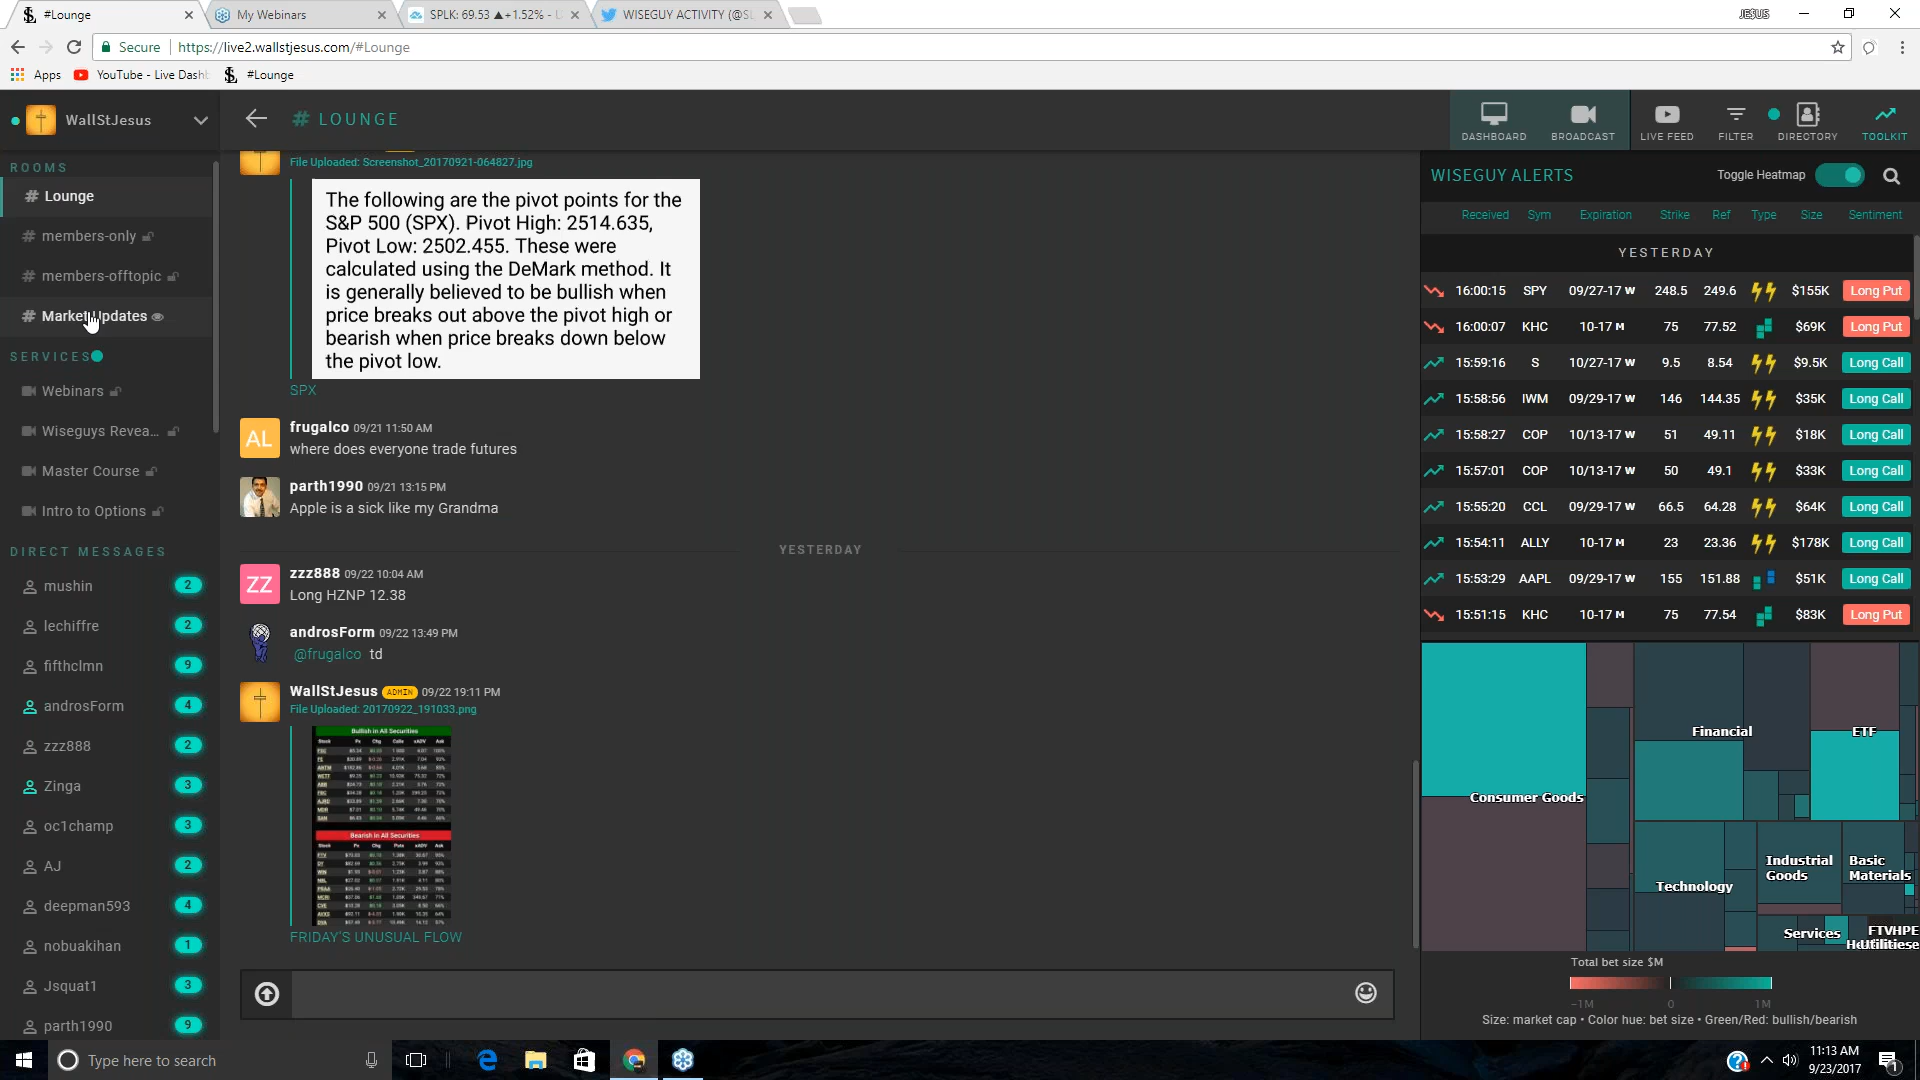 #Lounge
My Webinars
SPLK: 69.53 ▲+1.52% -
WISEGUY ACTIVITY (@SL
JE$US
Secure
https://live2.wallstjesus.com/#Lounge
Apps
YouTube - Live Dashb
#Lounge
WallStJesus
# LOUNGE
DASHBOARD
BROADCAST
LIVE FEED
FILTER
DIRECTORY
TOOLKIT
ROOMS
# Lounge
# members-only
# members-offtopic
# Market Updates
SERVICES
Webinars
Wiseguys Revea...
Master Course
Intro to Options
DIRECT MESSAGES
mushin 2
lechiffre 2
fifthclmn 9
androsForm 4
zzz888 2
Zinga 3
oc1champ 3
AJ 2
deepman593 4
nobuakihan 1
Jsquat1 3
parth1990 9
File Uploaded: Screenshot_20170921-064827.jpg
The following are the pivot points for the
S&P 500 (SPX). Pivot High: 2514.635,
Pivot Low: 2502.455. These were
calculated using the DeMark method. It
is generally believed to be bullish when
price breaks out above the pivot high or
bearish when price breaks down below
the pivot low.
SPX
AL
frugalco 09/21 11:50 AM
where does everyone trade futures
parth1990 09/21 13:15 PM
Apple is a sick like my Grandma
YESTERDAY
ZZ
zzz888 09/22 10:04 AM
Long HZNP 12.38
androsForm 09/22 13:49 PM
@frugalco td
WallStJesus ADMIN 09/22 19:11 PM
File Uploaded: 20170922_191033.png
Bullish in All Securities
Bearish in All Securities
FRIDAY'S UNUSUAL FLOW
WISEGUY ALERTS
Toggle Heatmap
Received Sym Expiration Strike Ref Type Size Sentiment
YESTERDAY
16:00:15 SPY 09/27-17 W 248.5 249.6 $155K Long Put
16:00:07 KHC 10-17 M 75 77.52 $69K Long Put
15:59:16 S 10/27-17 W 9.5 8.54 $9.5K Long Call
15:58:56 IWM 09/29-17 W 146 144.35 $35K Long Call
15:58:27 COP 10/13-17 W 51 49.11 $18K Long Call
15:57:01 COP 10/13-17 W 50 49.1 $33K Long Call
15:55:20 CCL 09/29-17 W 66.5 64.28 $64K Long Call
15:54:11 ALLY 10-17 M 23 23.36 $178K Long Call
15:53:29 AAPL 09/29-17 W 155 151.88 $51K Long Call
15:51:15 KHC 10-17 M 75 77.54 $83K Long Put
Financial
ETF
Consumer Goods
Industrial
Goods
Basic
Materials
Technology
Services
FTVHPE
Total bet size $M
-1M 0 1M
Size: market cap • Color hue: bet size • Green/Red: bullish/bearish
Type here to search
11:13 AM
9/23/2017
1